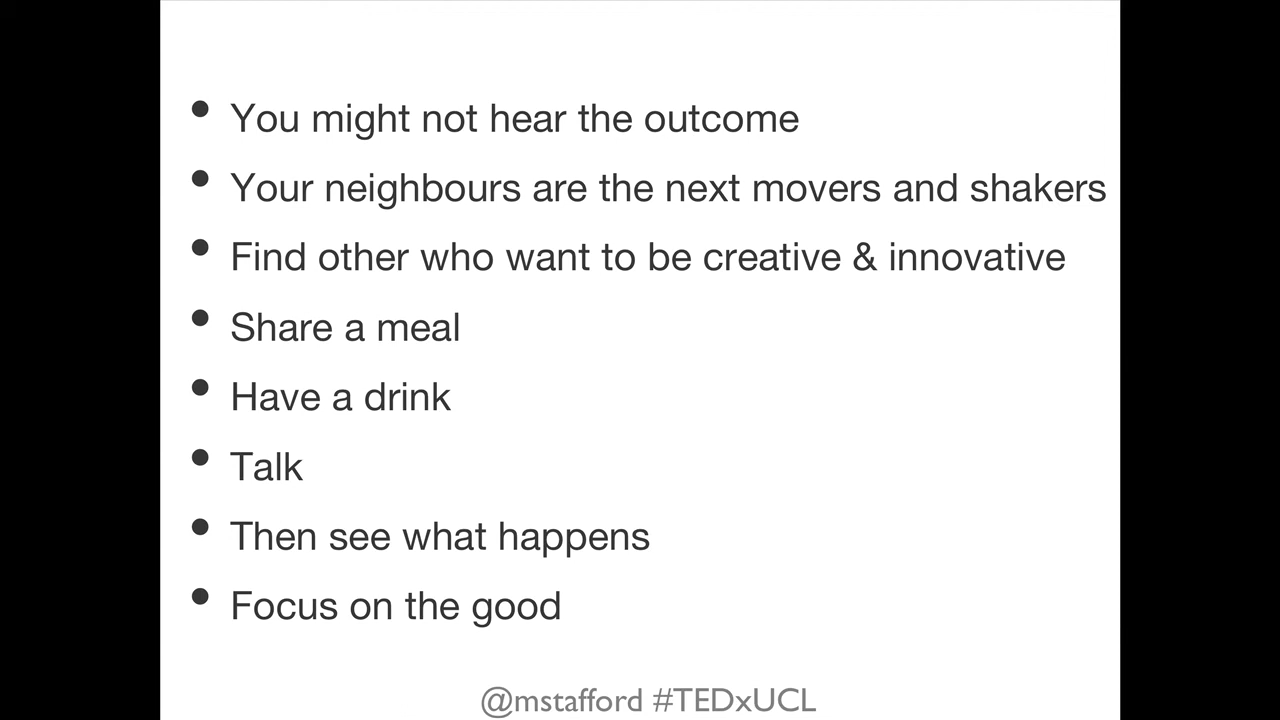 • You might not hear the outcome
• Your neighbours are the next movers and shakers
• Find other who want to be creative & innovative
• Share a meal
• Have a drink
• Talk
• Then see what happens
• Focus on the good
@mstafford #TEDxUCL